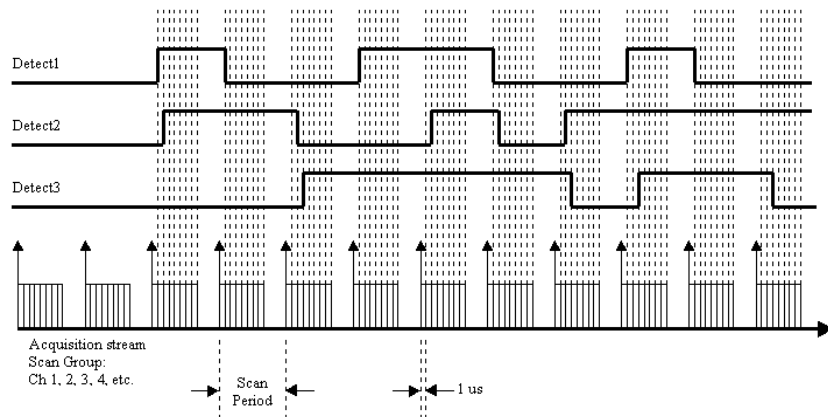 Detect1
Detect2
Detect3
Acquisition stream
Scan Group:
Ch 1, 2, 3, 4, etc.
Scan
Period
1 us